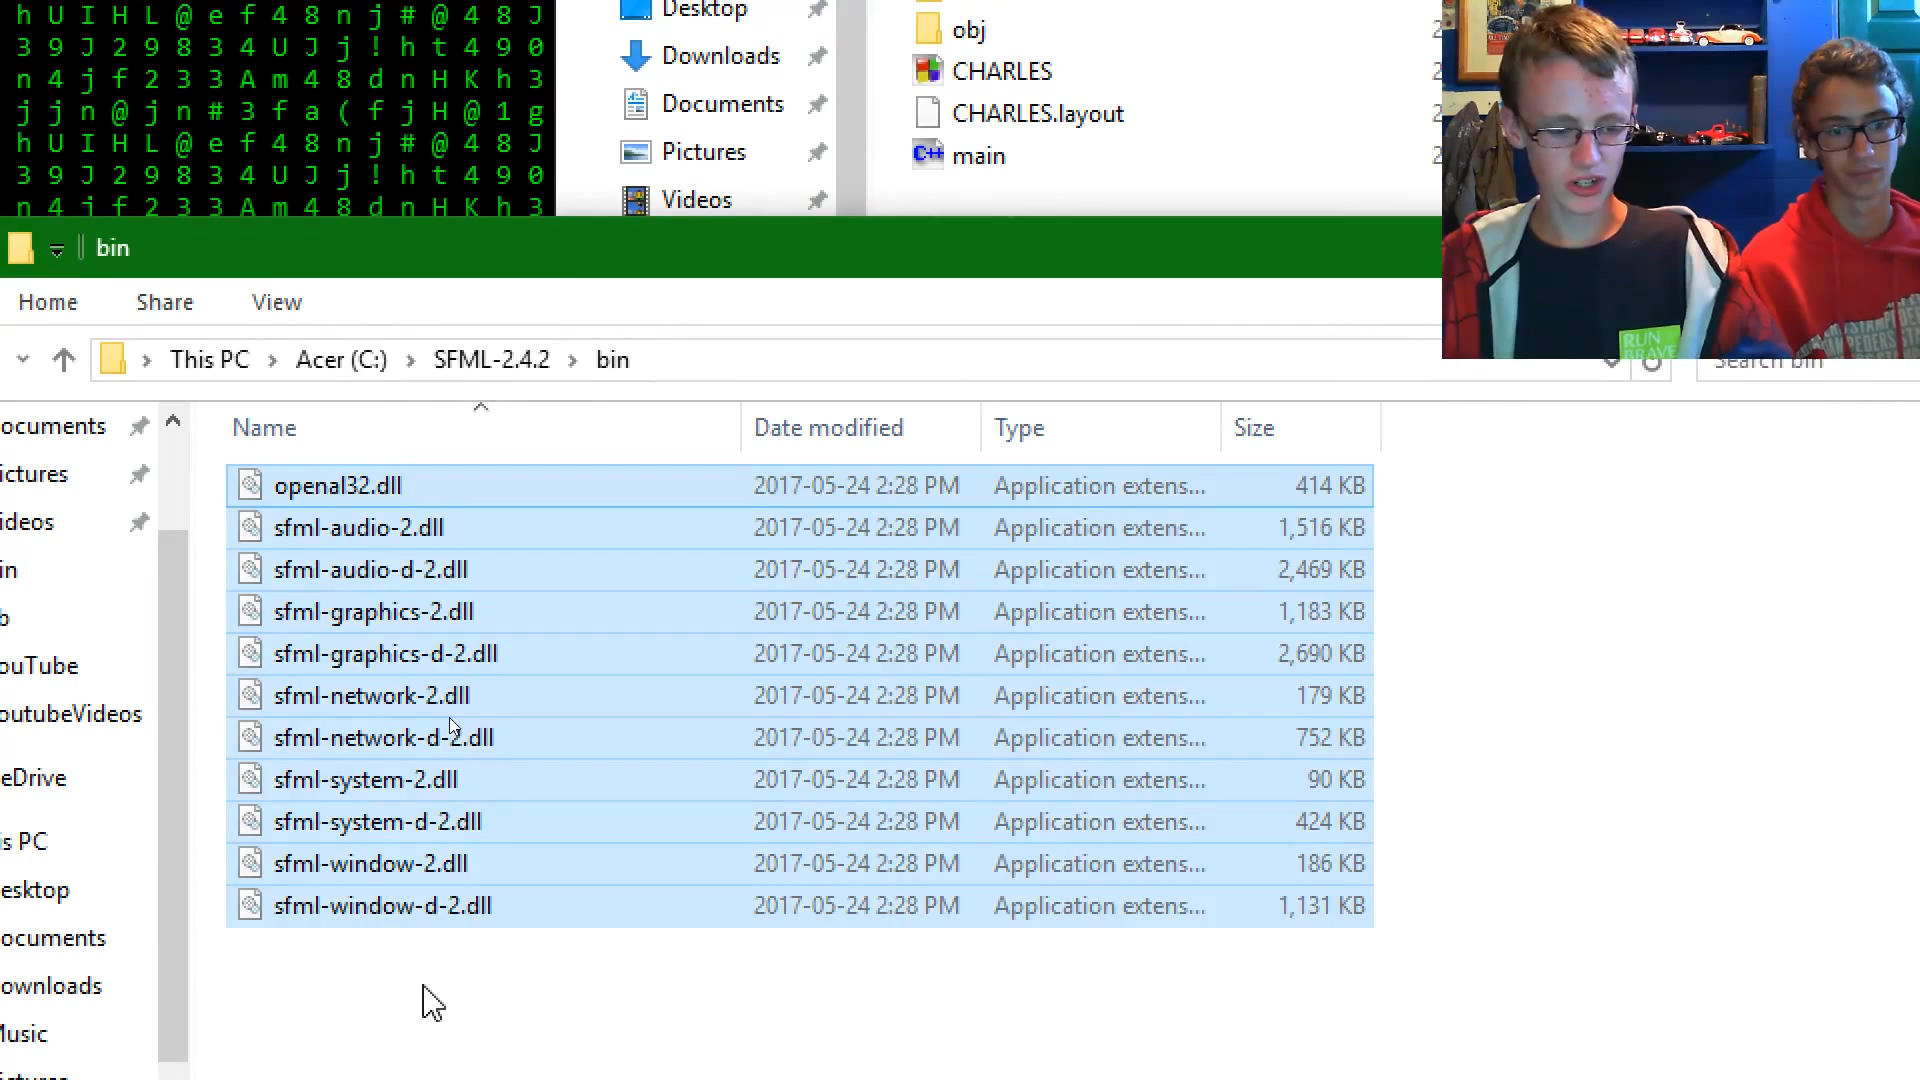 h U I H L @ e f 4 8 n j # @ 4 8 J
3 9 J 2 9 8 3 4 U J j ! h t 4 9 0
n 4 j f 2 3 3 A m 4 8 d n H K h 3
j j n @ j n # 3 f a ( f j H @ 1 g
h U I H L @ e f 4 8 n j # @ 4 8 J
3 9 J 2 9 8 3 4 U J j ! h t 4 9 0
n 4 j f 2 3 3 A m 4 8 d n H K h 3
Desktop
Downloads
Documents
Pictures
Videos
obj
CHARLES
CHARLES.layout
C++ main
RUN
BRAVE
bin
Home Share View
This PC > Acer (C:) > SFML-2.4.2 > bin
Search bin
ocuments
ictures
ideos
in
b
ouTube
outubeVideos
eDrive
is PC
esktop
ocuments
ownloads
Music
Name Date modified Type Size
openal32.dll 2017-05-24 2:28 PM Application extens... 414 KB
sfml-audio-2.dll 2017-05-24 2:28 PM Application extens... 1,516 KB
sfml-audio-d-2.dll 2017-05-24 2:28 PM Application extens... 2,469 KB
sfml-graphics-2.dll 2017-05-24 2:28 PM Application extens... 1,183 KB
sfml-graphics-d-2.dll 2017-05-24 2:28 PM Application extens... 2,690 KB
sfml-network-2.dll 2017-05-24 2:28 PM Application extens... 179 KB
sfml-network-d-2.dll 2017-05-24 2:28 PM Application extens... 752 KB
sfml-system-2.dll 2017-05-24 2:28 PM Application extens... 90 KB
sfml-system-d-2.dll 2017-05-24 2:28 PM Application extens... 424 KB
sfml-window-2.dll 2017-05-24 2:28 PM Application extens... 186 KB
sfml-window-d-2.dll 2017-05-24 2:28 PM Application extens... 1,131 KB